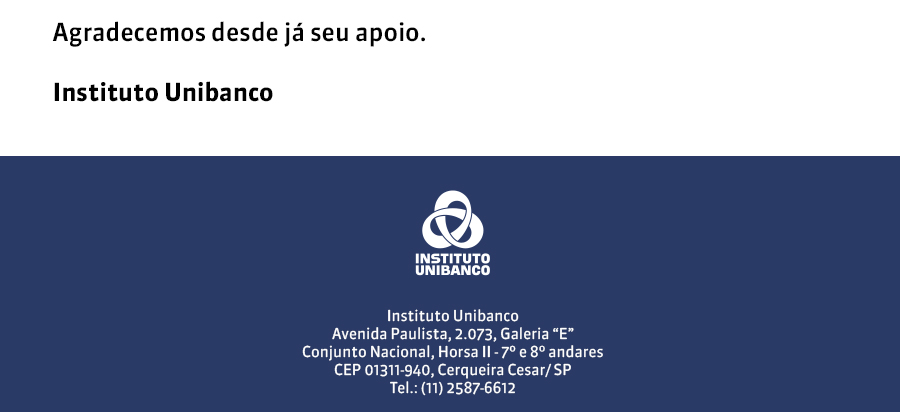 Agradecemos desde já seu apoio.
Instituto Unibanco
INSTITUTO
UNIBANCO
Instituto Unibanco
Avenida Paulista, 2.073, Galeria “E”
Conjunto Nacional, Horsa II - 7º e 8º andares
CEP 01311-940, Cerqueira Cesar/ SP
Tel.: (11) 2587-6612